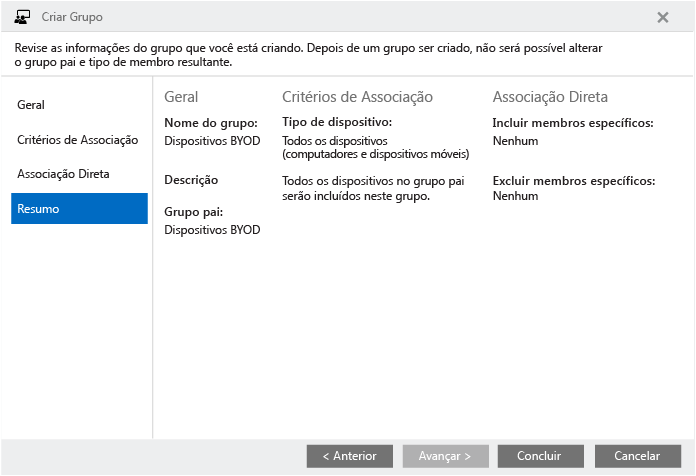 Criar Grupo
Revise as informações do grupo que você está criando. Depois de um grupo ser criado, não será possível alterar
o grupo pai e tipo de membro resultante.
Geral
Critérios de Associação
Associação Direta
Resumo
Geral
Nome do grupo:
Dispositivos BYOD
Descrição
Grupo pai:
Dispositivos BYOD
Critérios de Associação
Tipo de dispositivo:
Todos os dispositivos
(computadores e dispositivos móveis)
Todos os dispositivos no grupo pai
serão incluídos neste grupo.
Associação Direta
Incluir membros específicos:
Nenhum
Excluir membros específicos:
Nenhum
< Anterior
Avançar >
Concluir
Cancelar